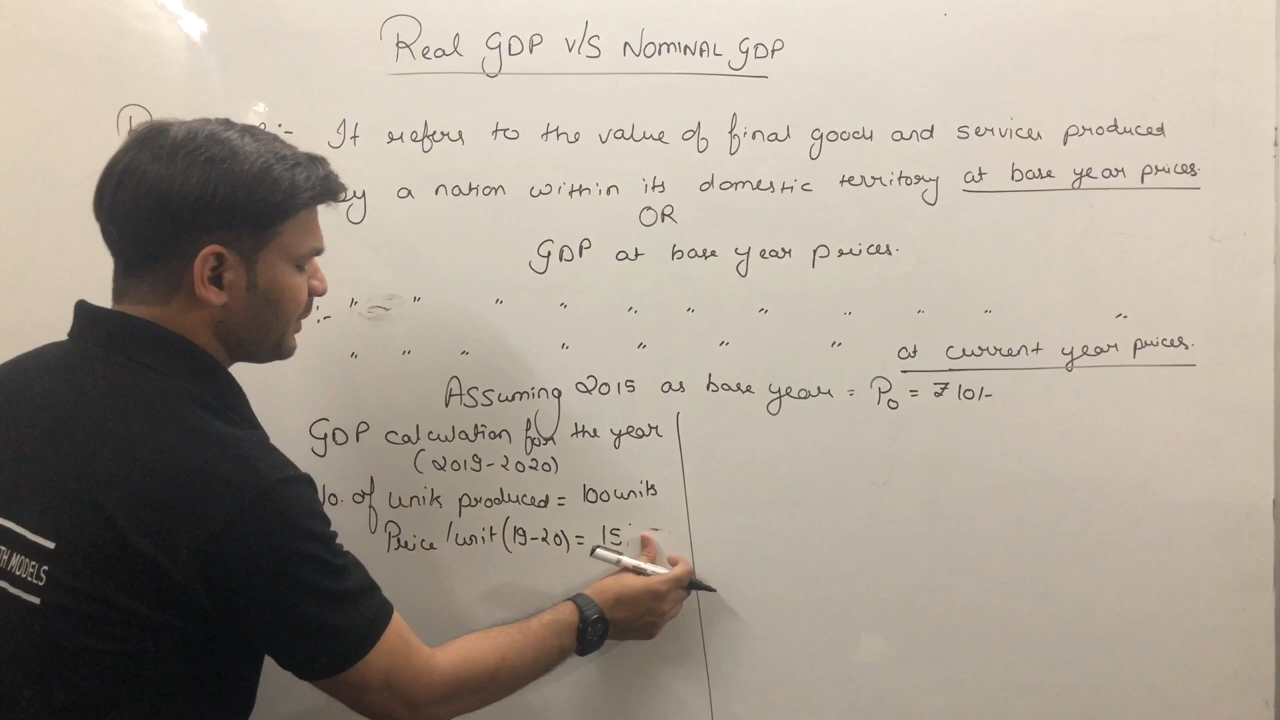 Real GDP V/S NOMINAL GDP
:- It refers to the value of final goods and services produced
by a nation within its domestic territory at base year prices.
OR
GDP at base year prices.
:- " " " " " " " " " " "
" " " " " " " at current year prices.
Assuming 2015 as base year = P₀ = ₹10/-
GDP calculation for the year
(2019-2020)
No. of units produced = 100 units
Price/unit (19-20) = 15
TH MODELS